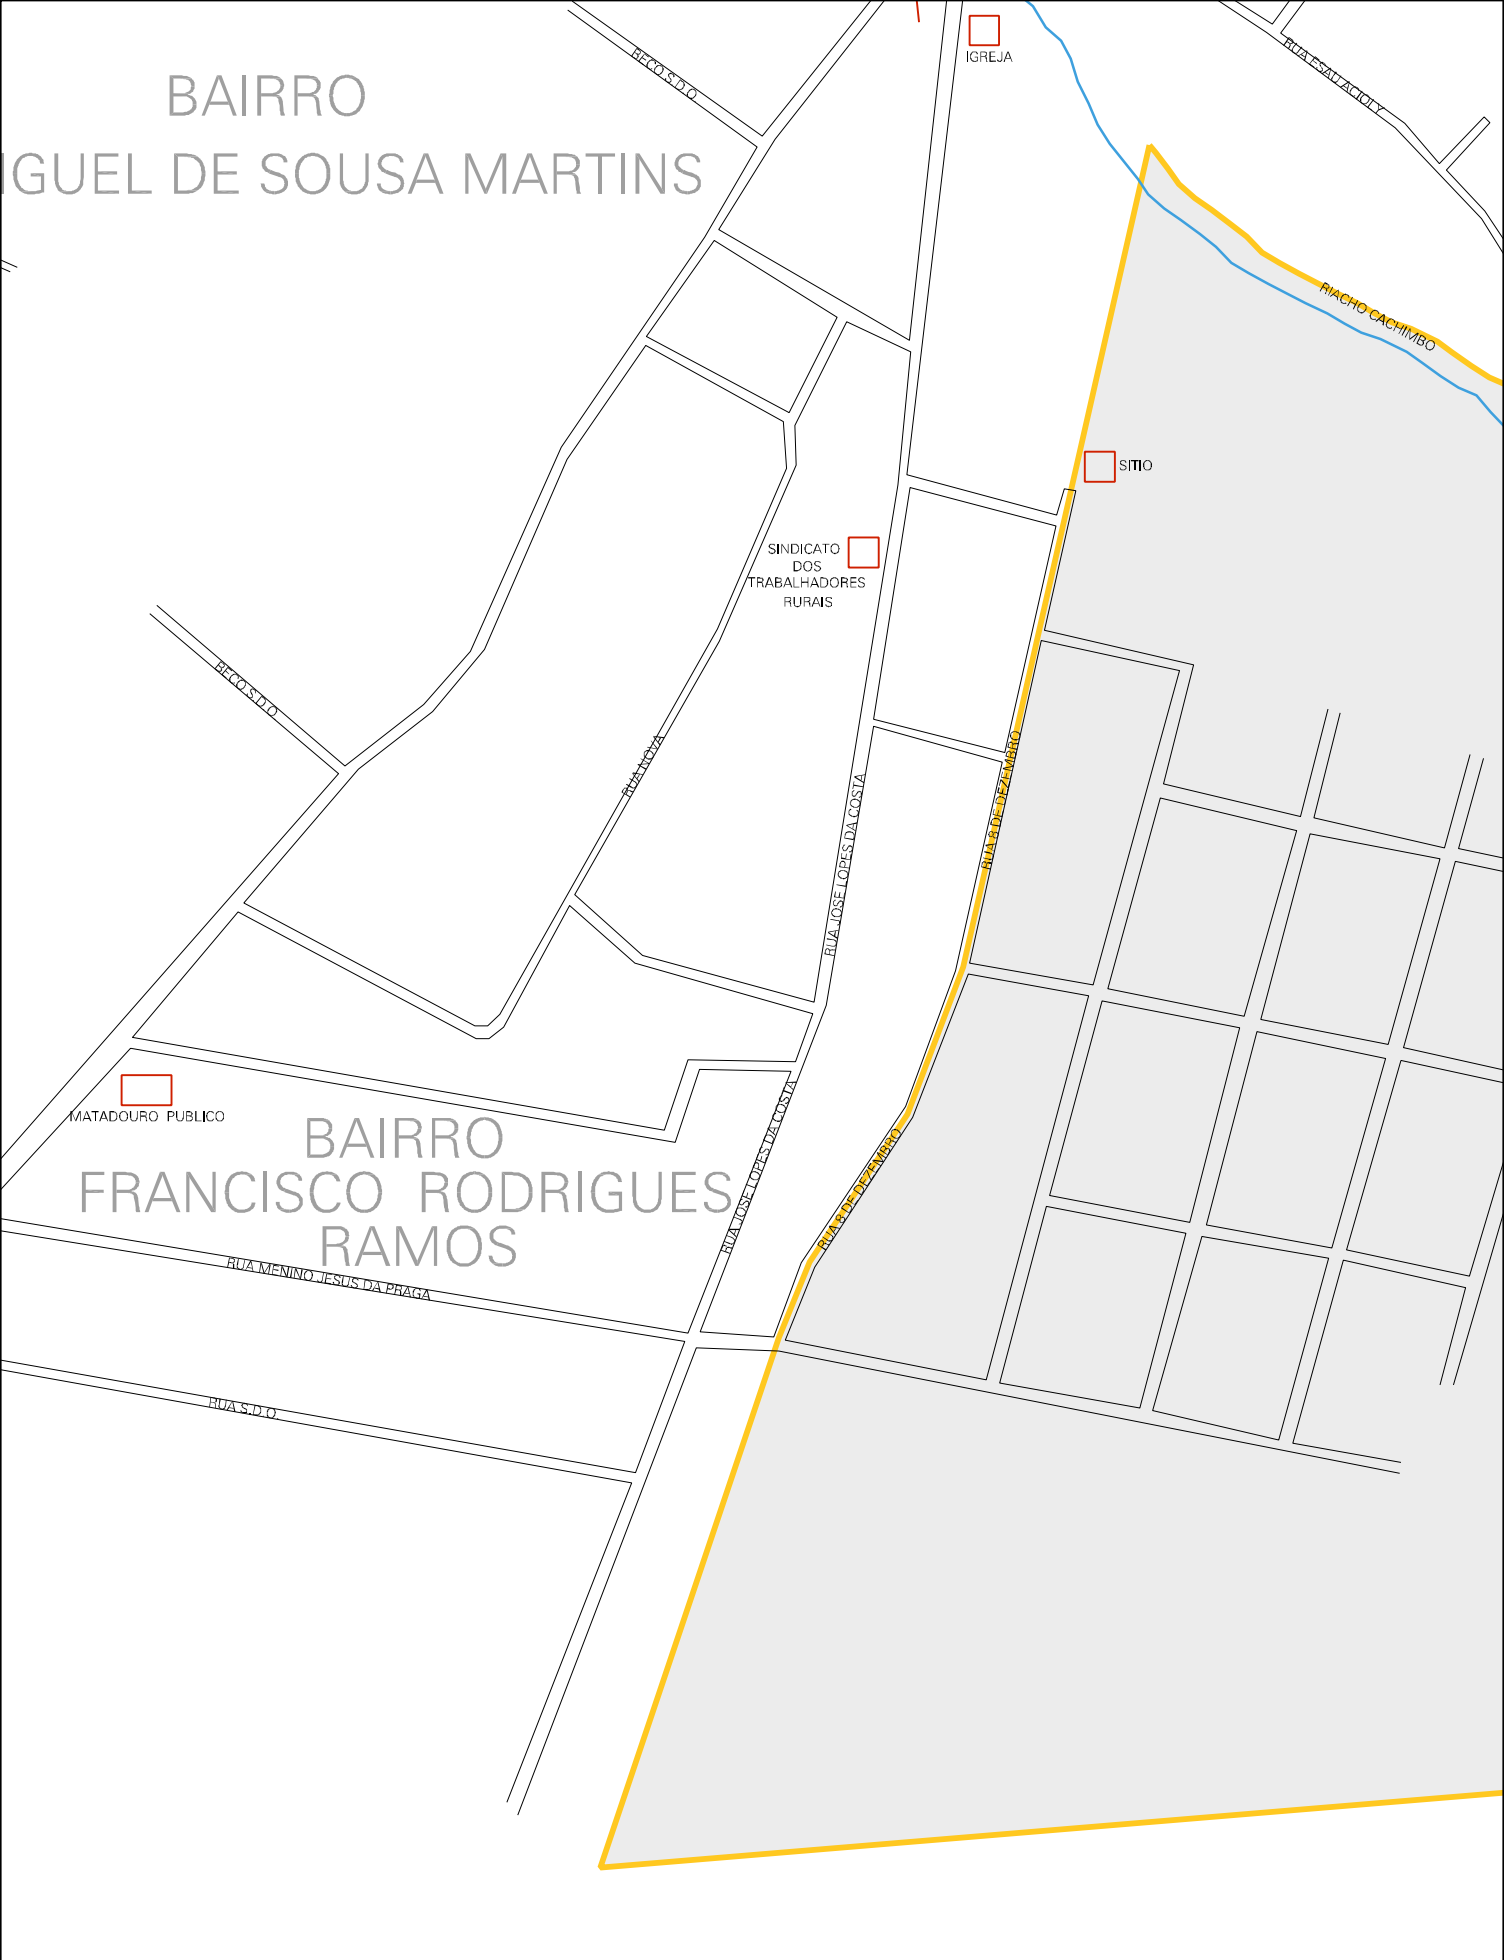 IGREJA
BECO S.D.O.
RUA ESAU ACIOLY
BAIRRO
IGUEL DE SOUSA MARTINS
RIACHO CACHIMBO
SITIO
SINDICATO
DOS
TRABALHADORES
RURAIS
BECO S.D.O
RUA NOVA
RUA 8 DE DEZEMBRO
RUA JOSE LOPES DA COSTA
MATADOURO PUBLICO
BAIRRO
FRANCISCO RODRIGUES
RAMOS
RUA JOSE LOPES DA COSTA
RUA 8 DE DEZEMBRO
RUA MENINO JESUS DA PRAGA
RUA S.D.O.